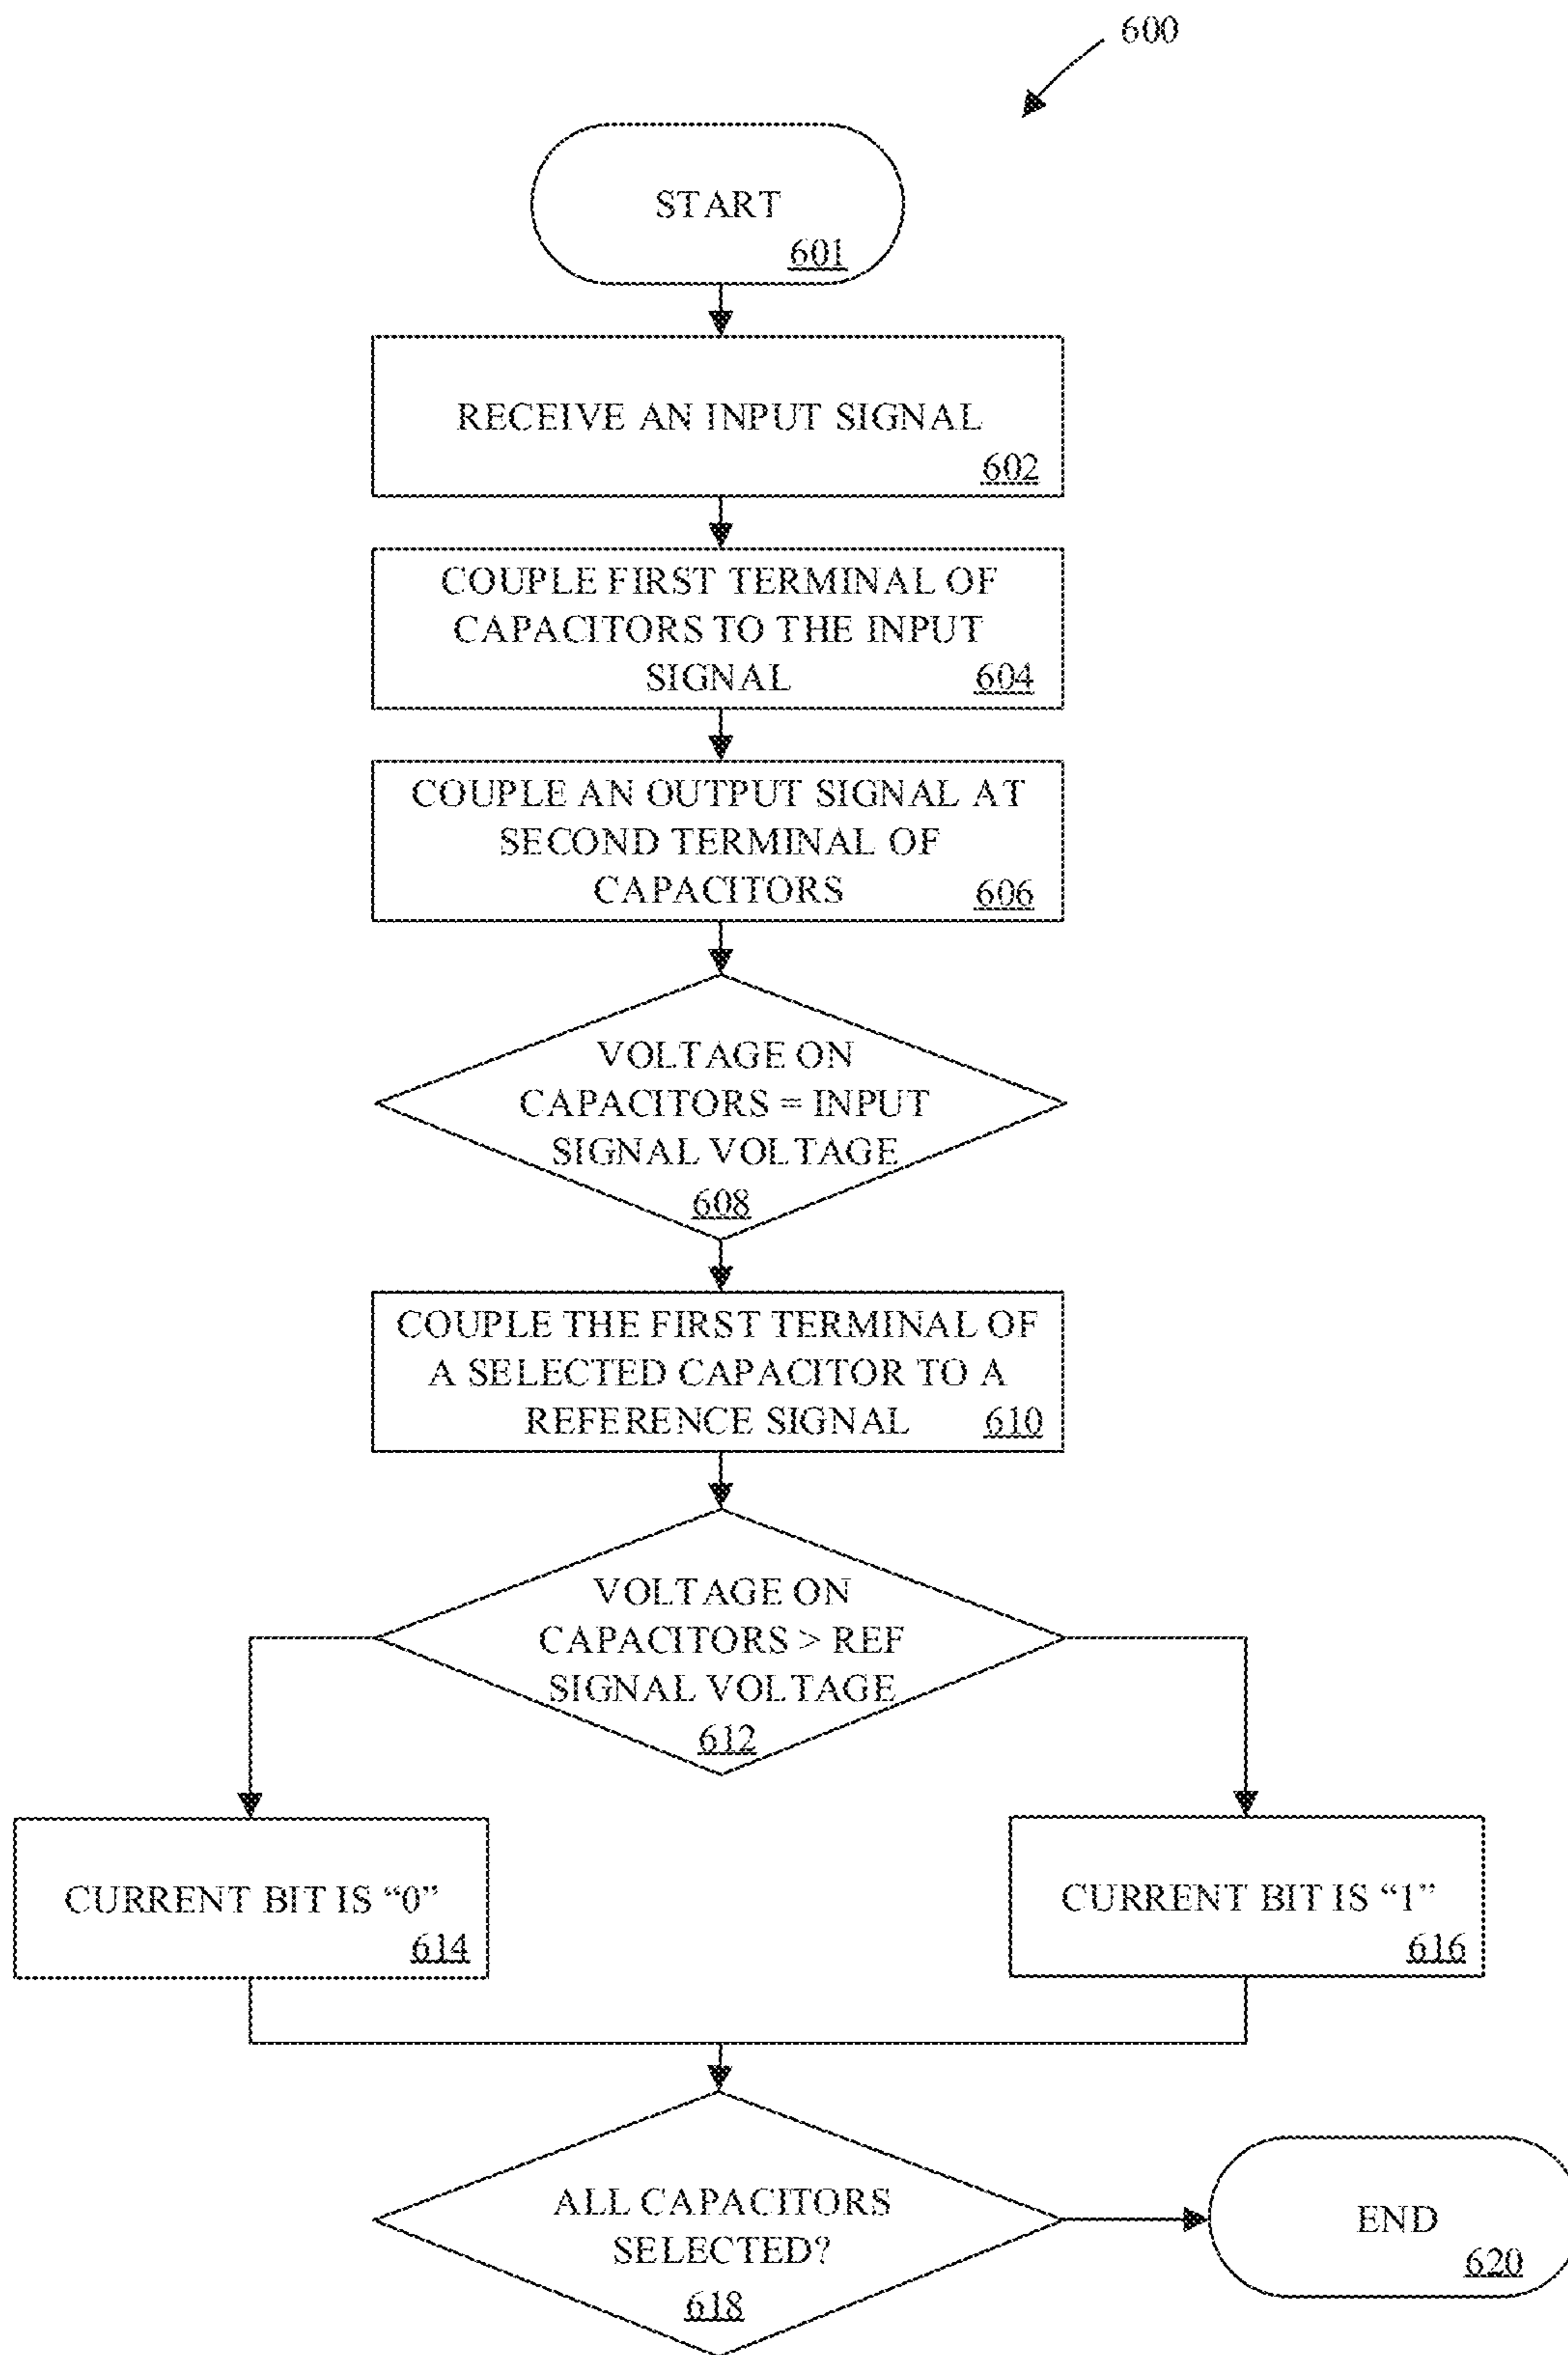 600
START
601
RECEIVE AN INPUT SIGNAL
602
COUPLE FIRST TERMINAL OF
CAPACITORS TO THE INPUT
SIGNAL 604
COUPLE AN OUTPUT SIGNAL AT
SECOND TERMINAL OF
CAPACITORS 606
VOLTAGE ON
CAPACITORS = INPUT
SIGNAL VOLTAGE
608
COUPLE THE FIRST TERMINAL OF
A SELECTED CAPACITOR TO A
REFERENCE SIGNAL 610
VOLTAGE ON
CAPACITORS > REF
SIGNAL VOLTAGE
612
CURRENT BIT IS “0”
614
CURRENT BIT IS “1”
616
ALL CAPACITORS
SELECTED?
618
END
620